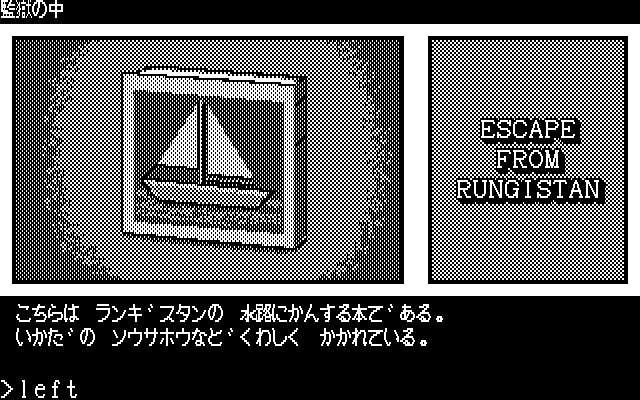 監獄の中
ESCAPE
FROM
RUNGISTAN
こちらは ランギスタンの 水路にかんする本である。
いかだの ソウサホウなどくわしく かかれている。
>left